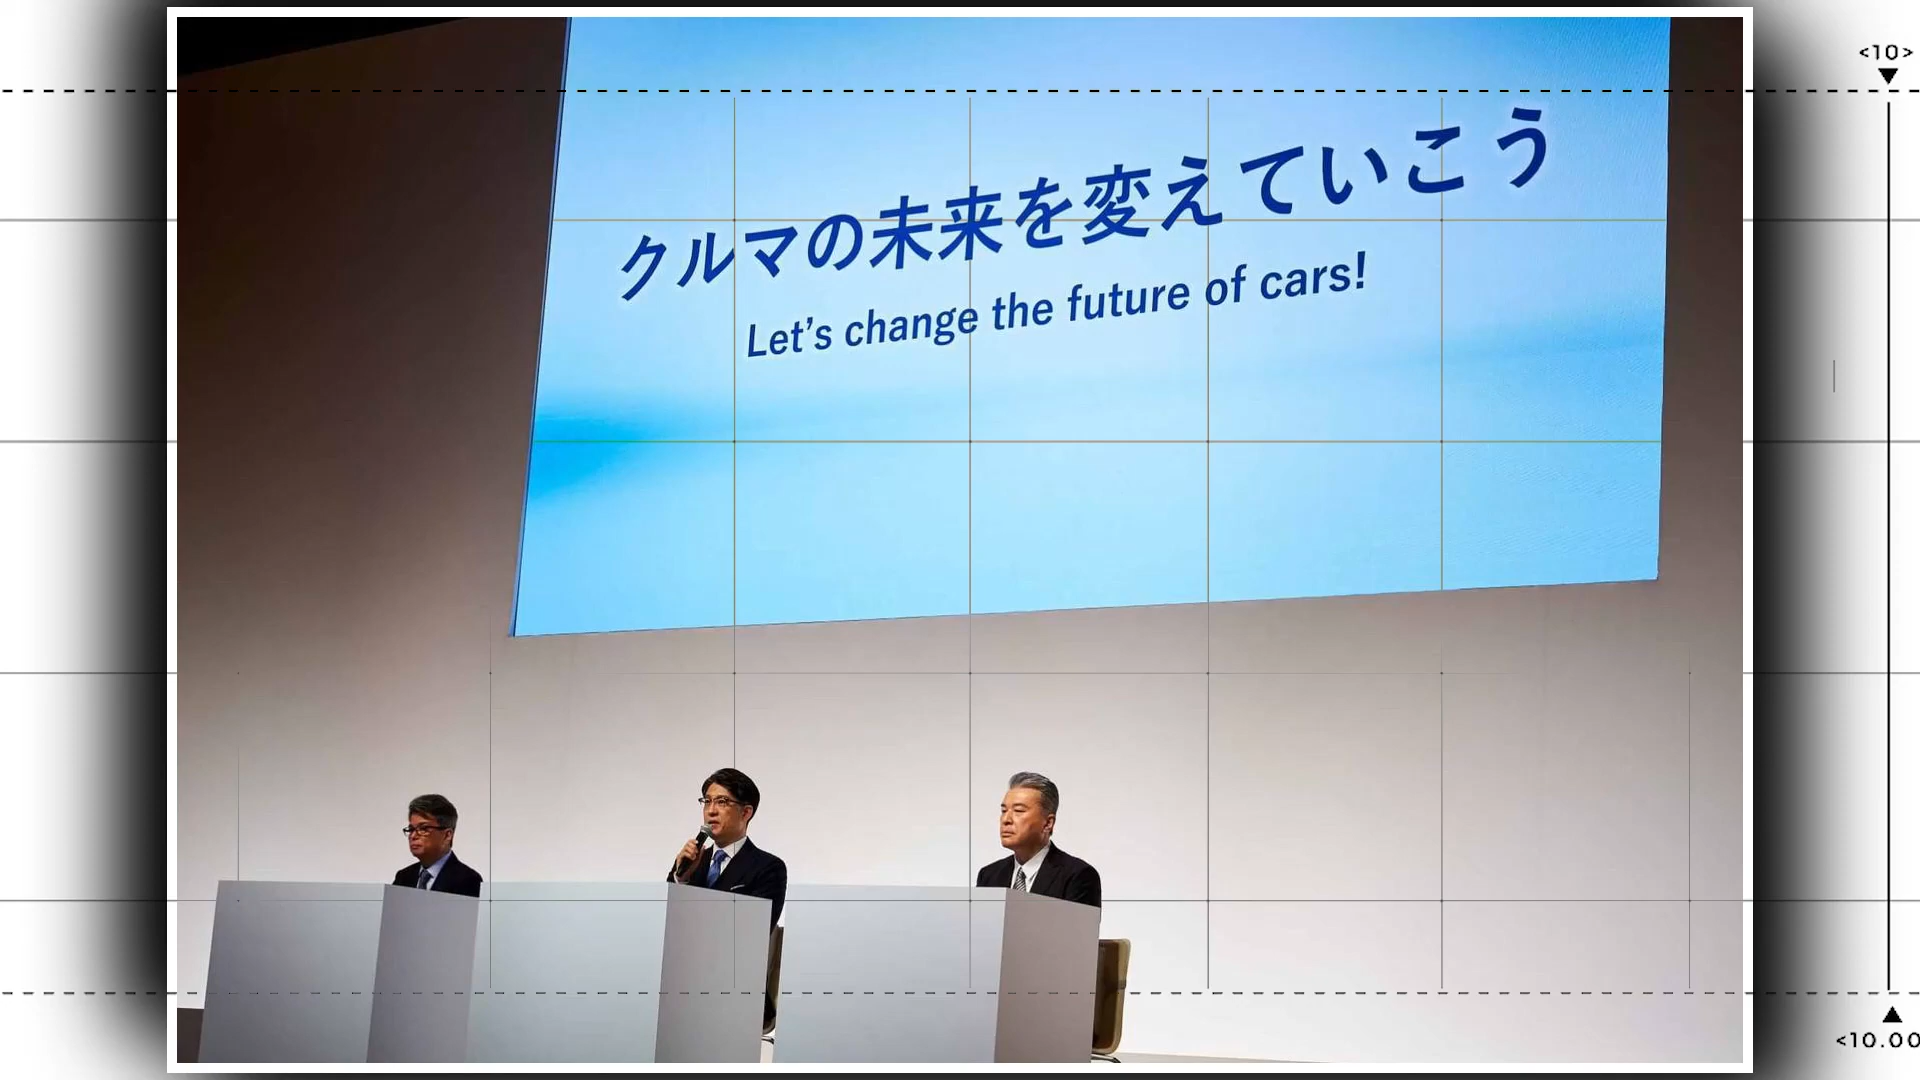 <10>
クルマの未来を変えていこう
Let's change the future of cars!
<10.00